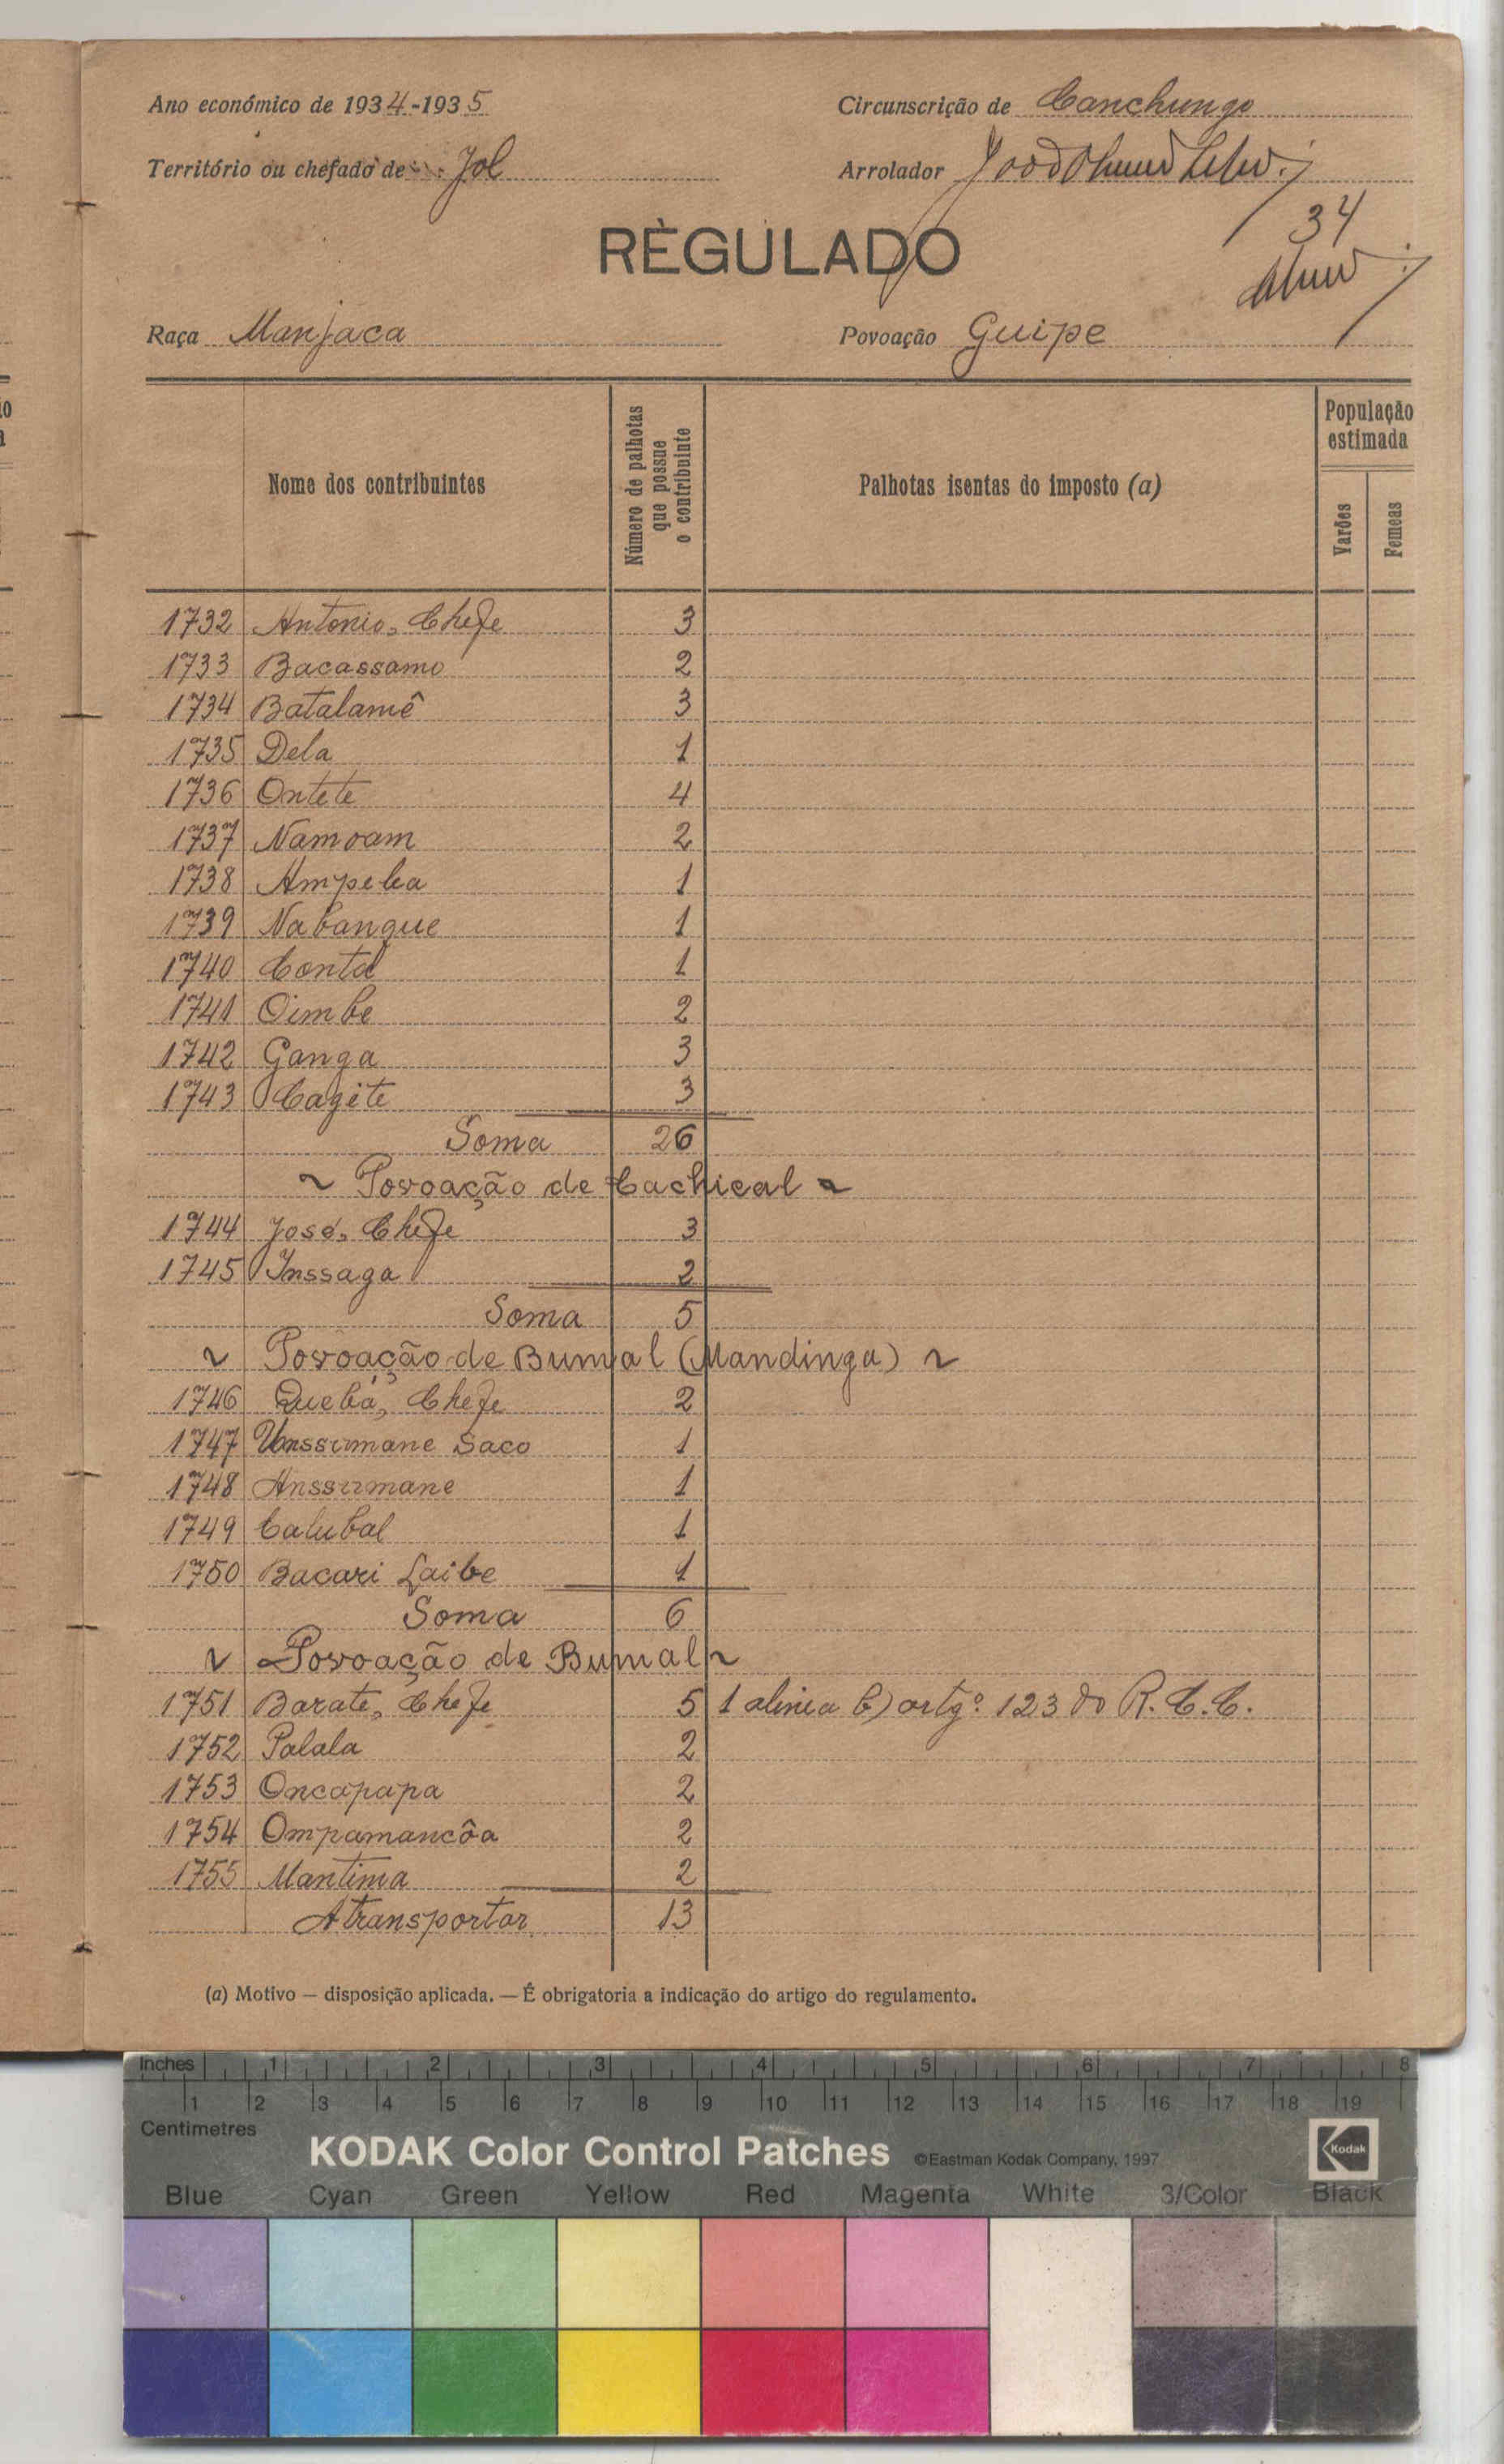 Ano económico de 1934-1935
Circunscrição de Canchungo
Território ou chefado de Jol
Arrolador
34
REGULADO
Raça Manjaca
Povoação Guipe
Nome dos contribuintes
Número de palhotas que possue o contribuinte
Palhotas isentas do imposto (a)
População estimada
Varões
Femeas
1732 Antonio, Chefe 3
1733 Bacassamo 2
1734 Batalamê 3
1735 Dela 1
1736 Ontete 4
1737 Namoam 2
1738 Ampeba 1
1739 Nabangue 1
1740 Contá 1
1741 Oimbe 2
1742 Ganga 3
1743 Cagite 3
Soma 26
~ Povoação de Cachical ~
1744 José, Chefe 3
1745 Inssaga 2
Soma 5
~ Povoação de Bumal (Mandinga) ~
1746 Quebá, Chefe 2
1747 Unssumane Saco 1
1748 Anssumane 1
1749 Calubal 1
1750 Bacari Laibe 1
Soma 6
~ Povoação de Bumal ~
1751 Barate, Chefe 5 1 alinea b) artgº 123 do R. C. C.
1752 Palala 2
1753 Oncapapa 2
1754 Ompamancôa 2
1755 Mantima 2
A transportar 13
(a) Motivo — disposição aplicada. — É obrigatoria a indicação do artigo do regulamento.
Inches 1 2 3 4 5 6 7 8
1 2 3 4 5 6 7 8 9 10 11 12 13 14 15 16 17 18 19
Centimetres
KODAK Color Control Patches ©Eastman Kodak Company, 1997 Kodak
Blue Cyan Green Yellow Red Magenta White 3/Color Black